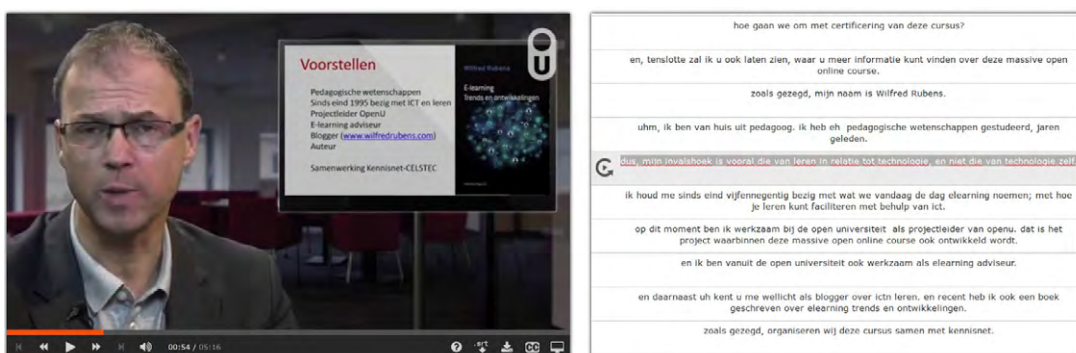 Voorstellen
Pedagogische wetenschappen
Sinds eind 1995 bezig met ICT en leren
Projectleider OpenU
E-learning adviseur
Blogger (www.wilfredrubens.com)
Auteur
Samenwerking Kennisnet-CELSTEC
Wilfred Rubens
E-learning
Trends en ontwikkelingen
00:54 / 05:16
.srt
CC
hoe gaan we om met certificering van deze cursus?
en, tenslotte zal ik u ook laten zien, waar u meer informatie kunt vinden over deze massive open
online course.
zoals gezegd, mijn naam is Wilfred Rubens.
uhm, ik ben van huis uit pedagoog. ik heb eh pedagogische wetenschappen gestudeerd, jaren
geleden.
dus, mijn invalshoek is vooral die van leren in relatie tot technologie, en niet die van technologie zelf.
ik houd me sinds eind vijfennegentig bezig met wat we vandaag de dag elearning noemen; met hoe
je leren kunt faciliteren met behulp van ict.
op dit moment ben ik werkzaam bij de open universiteit als projectleider van openu. dat is het
project waarbinnen deze massive open online course ook ontwikkeld wordt.
en ik ben vanuit de open universiteit ook werkzaam als elearning adviseur.
en daarnaast uh kent u me wellicht als blogger over ictn leren. en recent heb ik ook een boek
geschreven over elearning trends en ontwikkelingen.
zoals gezegd, organiseren wij deze cursus samen met kennisnet.